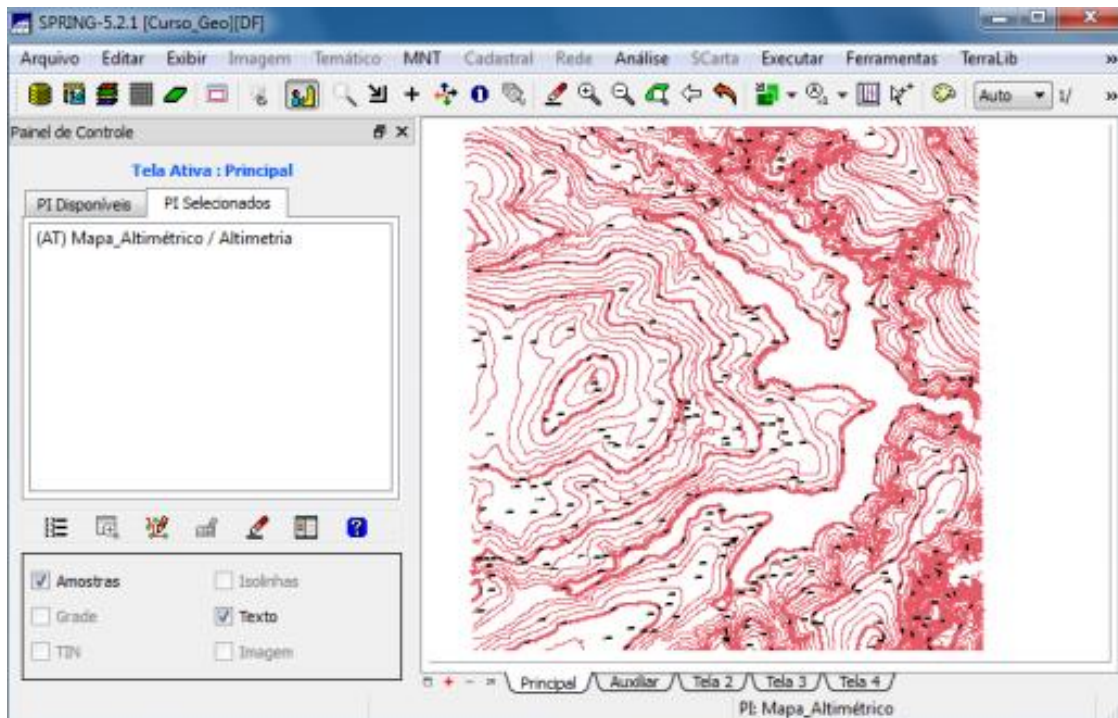 SPRING-5.2.1 [Curso_Geo][DF]
Arquivo Editar Exibir Imagem Temático MNT Cadastral Rede Análise SCarta Executar Ferramentas TerraLib »
Auto 1/ »
Painel de Controle
Tela Ativa : Principal
PI Disponíveis PI Selecionados
(AT) Mapa_Altimétrico / Altimetria
Amostras Isolinhas
Grade Texto
TIN Imagem
Principal Auxiliar Tela 2 Tela 3 Tela 4
PI: Mapa_Altimétrico